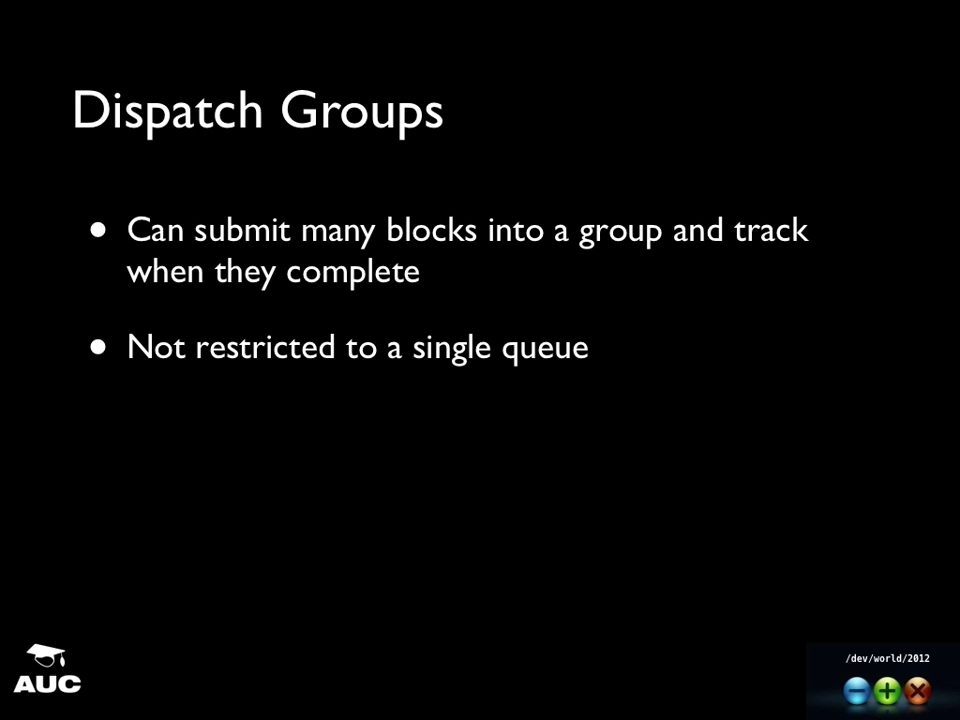 Dispatch Groups
• Can submit many blocks into a group and track
when they complete
• Not restricted to a single queue
AUC
/dev/world/2012